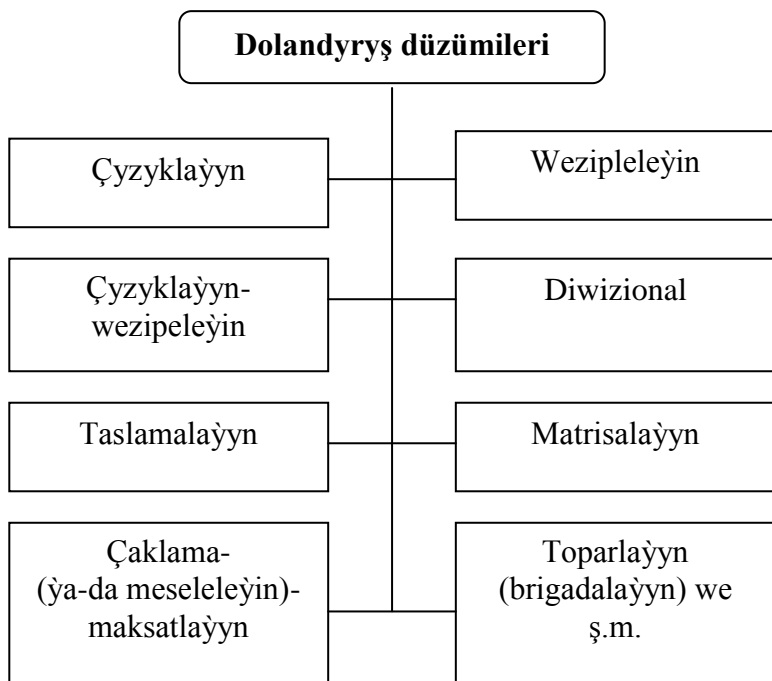 Dolandyryş düzümileri
Çyzyklaỳyn
Wezipleleỳin
Çyzyklaỳyn-
wezipeleỳin
Diwizional
Taslamalaỳyn
Matrisalaỳyn
Çaklama-
(ỳa-da meseleleỳin)-
maksatlaỳyn
Toparlaỳyn
(brigadalaỳyn) we
ş.m.